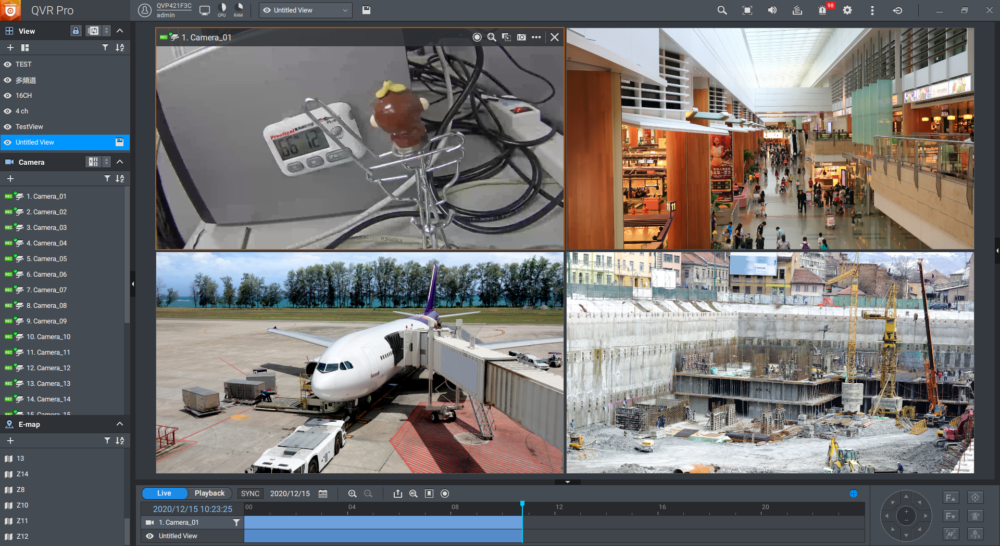 QVR Pro
QVP421F3C
admin
CPU
RAM
Untitled View
98
View
TEST
多頻道
16CH
4 ch
TestView
Untitled View
Camera
REC 1. Camera_01
REC 2. Camera_02
REC 3. Camera_03
REC 4. Camera_04
REC 5. Camera_05
REC 6. Camera_06
REC 7. Camera_07
REC 8. Camera_08
REC 9. Camera_09
REC 10. Camera_10
REC 11. Camera_11
REC 12. Camera_12
REC 13. Camera_13
REC 14. Camera_14
REC 15. Camera_15
E-map
13
Z14
Z8
Z10
Z11
Z12
REC 1. Camera_01
Practical
Live
Playback
SYNC
2020/12/15
2020/12/15 10:23:25
00
04
08
12
16
20
1. Camera_01
Untitled View
F
F
AF
1 2 3